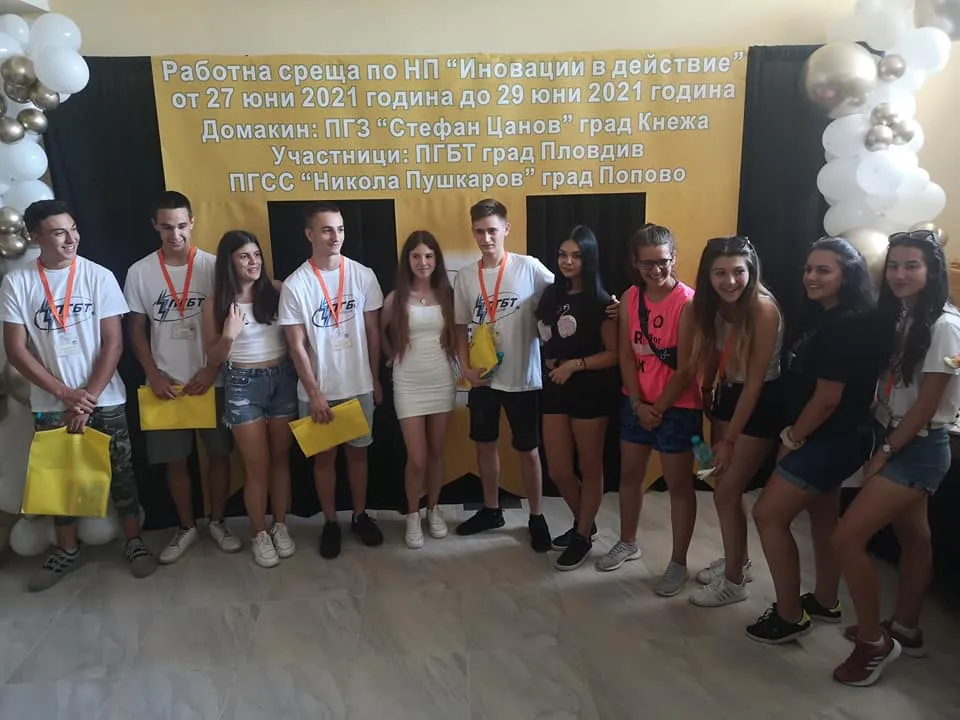 Работна среща по НП “Иновации в действие”
от 27 юни 2021 година до 29 юни 2021 година
Домакин: ПГЗ “Стефан Цанов” град Кнежа
Участници: ПГБТ град Пловдив
ПГСС “Никола Пушкаров” град Попово
ПГБТ
ПГБТ
ПГБТ